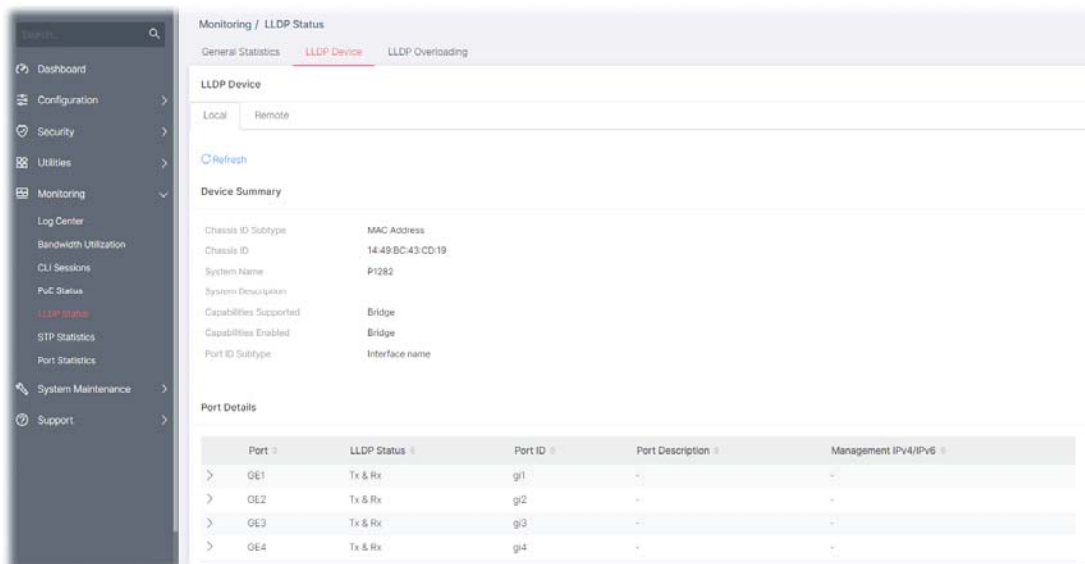 Search...
Dashboard
Configuration
Security
Utilities
Monitoring
Log Center
Bandwidth Utilization
CLI Sessions
PoE Status
LLDP Status
STP Statistics
Port Statistics
System Maintenance
Support
Monitoring / LLDP Status
General Statistics LLDP Device LLDP Overloading
LLDP Device
Local Remote
Refresh
Device Summary
Chassis ID Subtype MAC Address
Chassis ID 14:49:BC:43:CD:19
System Name P1282
System Description
Capabilities Supported Bridge
Capabilities Enabled Bridge
Port ID Subtype Interface name
Port Details
Port LLDP Status Port ID Port Description Management IPv4/IPv6
GE1 Tx & Rx gi1 - -
GE2 Tx & Rx gi2 - -
GE3 Tx & Rx gi3 - -
GE4 Tx & Rx gi4 - -